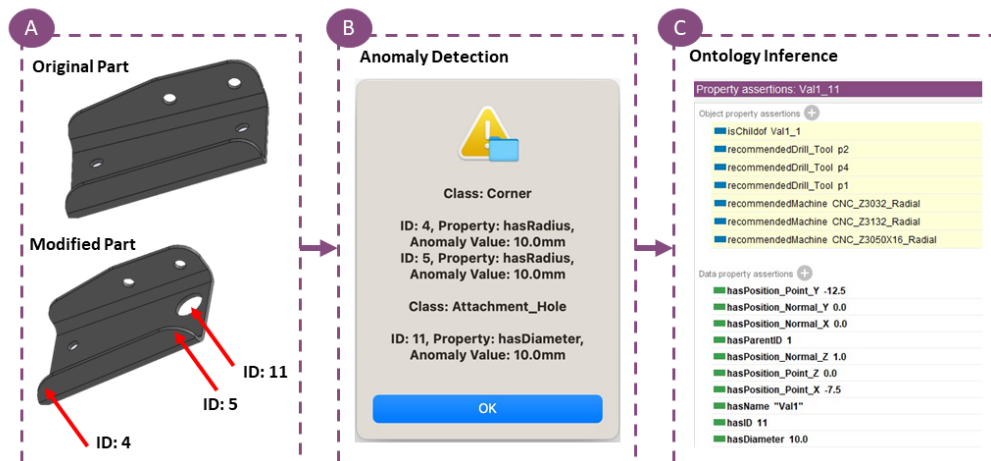 A
Original Part
Modified Part
ID: 11
ID: 5
ID: 4
B
Anomaly Detection
Class: Corner
ID: 4, Property: hasRadius,
Anomaly Value: 10.0mm
ID: 5, Property: hasRadius,
Anomaly Value: 10.0mm
Class: Attachment_Hole
ID: 11, Property: hasDiameter,
Anomaly Value: 10.0mm
OK
C
Ontology Inference
Property assertions: Val1_11
Object property assertions
isChildof Val1_1
recommendedDrill_Tool p2
recommendedDrill_Tool p4
recommendedDrill_Tool p1
recommendedMachine CNC_Z3032_Radial
recommendedMachine CNC_Z3132_Radial
recommendedMachine CNC_Z3050X16_Radial
Data property assertions
hasPosition_Point_Y -12.5
hasPosition_Normal_Y 0.0
hasPosition_Normal_X 0.0
hasParentID 1
hasPosition_Normal_Z 1.0
hasPosition_Point_Z 0.0
hasPosition_Point_X -7.5
hasName "Val1"
hasID 11
hasDiameter 10.0